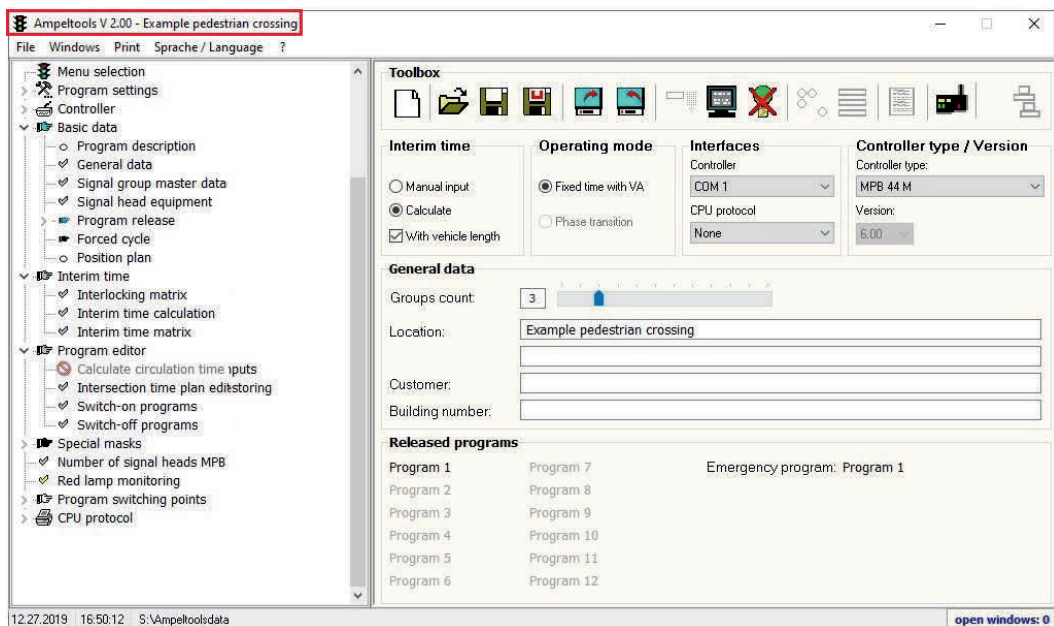 Ampeltools V 2.00 - Example pedestrian crossing
File Windows Print Sprache / Language ?
Menu selection
Program settings
Controller
Basic data
Program description
General data
Signal group master data
Signal head equipment
Program release
Forced cycle
Position plan
Interim time
Interlocking matrix
Interim time calculation
Interim time matrix
Program editor
Calculate circulation time iputs
Intersection time plan editstoring
Switch-on programs
Switch-off programs
Special masks
Number of signal heads MPB
Red lamp monitoring
Program switching points
CPU protocol
Toolbox
Interim time
Manual input
Calculate
With vehicle length
Operating mode
Fixed time with VA
Phase transition
Interfaces
Controller
COM 1
CPU protocol
None
Controller type / Version
Controller type:
MPB 44 M
Version:
6.00
General data
Groups count: 3
Location: Example pedestrian crossing
Customer:
Building number:
Released programs
Program 1 Program 7 Emergency program: Program 1
Program 2 Program 8
Program 3 Program 9
Program 4 Program 10
Program 5 Program 11
Program 6 Program 12
12.27.2019 16:50:12 S:\Ampeltoolsdata open windows: 0